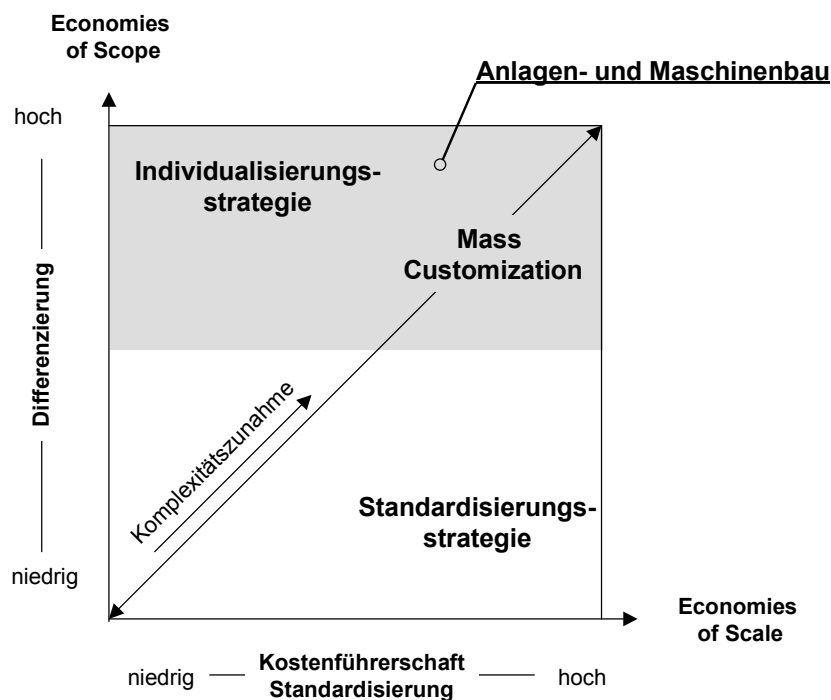 Economies
of Scope
Anlagen- und Maschinenbau
hoch
Individualisierungs-
strategie
Mass
Customization
Differenzierung
Komplexitätszunahme
Standardisierungs-
strategie
niedrig
Economies
of Scale
niedrig
Kostenführerschaft
Standardisierung
hoch